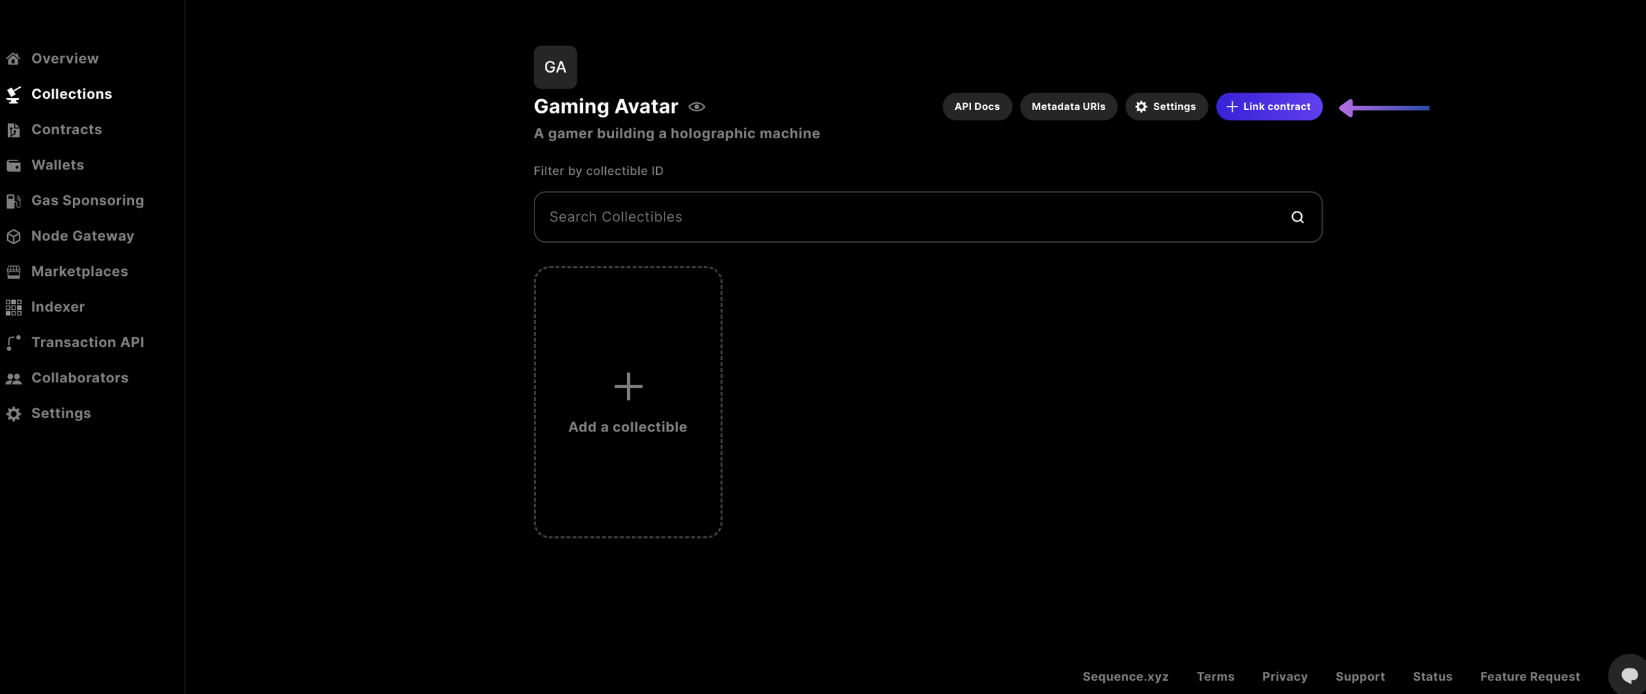 Overview
Collections
Contracts
Wallets
Gas Sponsoring
Node Gateway
Marketplaces
Indexer
Transaction API
Collaborators
Settings
GA
Gaming Avatar
API Docs
Metadata URIs
Settings
Link contract
A gamer building a holographic machine
Filter by collectible ID
Search Collectibles
Add a collectible
Sequence.xyz
Terms
Privacy
Support
Status
Feature Request